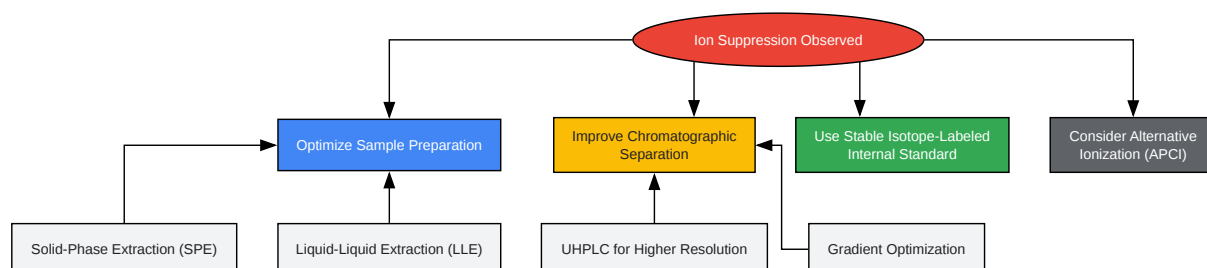 Ion Suppression Observed
Optimize Sample Preparation
Improve Chromatographic
Separation
Use Stable Isotope-Labeled
Internal Standard
Consider Alternative
Ionization (APCI)
Solid-Phase Extraction (SPE)
Liquid-Liquid Extraction (LLE)
UHPLC for Higher Resolution
Gradient Optimization